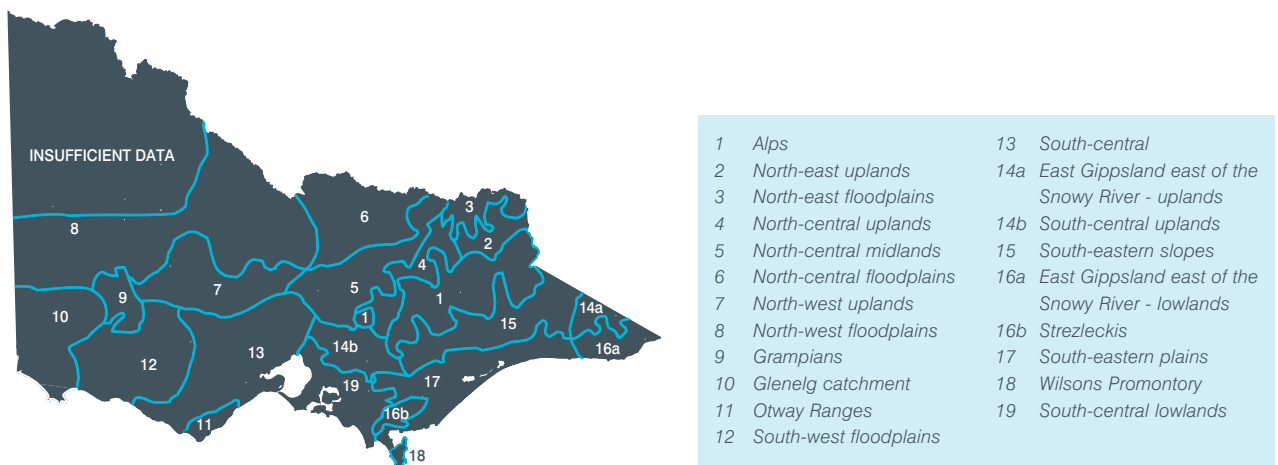 INSUFFICIENT DATA
8
6
3
2
4
9
7
5
1
10
1
15
14a
14b
16a
12
13
19
17
16b
11
18
1 Alps
2 North-east uplands
3 North-east floodplains
4 North-central uplands
5 North-central midlands
6 North-central floodplains
7 North-west uplands
8 North-west floodplains
9 Grampians
10 Glenelg catchment
11 Otway Ranges
12 South-west floodplains
13 South-central
14a East Gippsland east of the
Snowy River - uplands
14b South-central uplands
15 South-eastern slopes
16a East Gippsland east of the
Snowy River - lowlands
16b Strezleckis
17 South-eastern plains
18 Wilsons Promontory
19 South-central lowlands